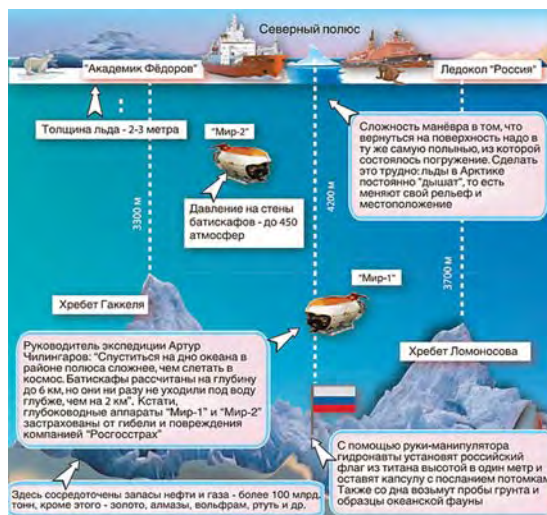 Северный полюс
"Академик Фёдоров"
Ледокол "Россия"
Толщина льда - 2-3 метра
"Мир-2"
Сложность манёвра в том, что
вернуться на поверхность надо в
ту же самую полынью, из которой
состоялось погружение. Сделать
это трудно: льды в Арктике
постоянно "дышат", то есть
меняют свой рельеф и
местоположение
Давление на стены
батискафов - до 450
атмосфер
3300 м
4200 м
3700 м
"Мир-1"
Хребет Гаккеля
Хребет Ломоносова
Руководитель экспедиции Артур
Чилингаров: "Спуститься на дно океана в
районе полюса сложнее, чем слетать в
космос. Батискафы рассчитаны на глубину
до 6 км, но они ни разу не уходили под воду
глубже, чем на 2 км". Кстати,
глубоководные аппараты "Мир-1" и "Мир-2"
застрахованы от гибели и повреждения
компанией "Росгосстрах"
С помощью руки-манипулятора
гидронавты установят российский
флаг из титана высотой в один метр и
оставят капсулу с посланием потомкам.
Также со дна возьмут пробы грунта и
образцы океанской фауны
Здесь сосредоточены запасы нефти и газа - более 100 млрд.
тонн, кроме этого - золото, алмазы, вольфрам, ртуть и др.